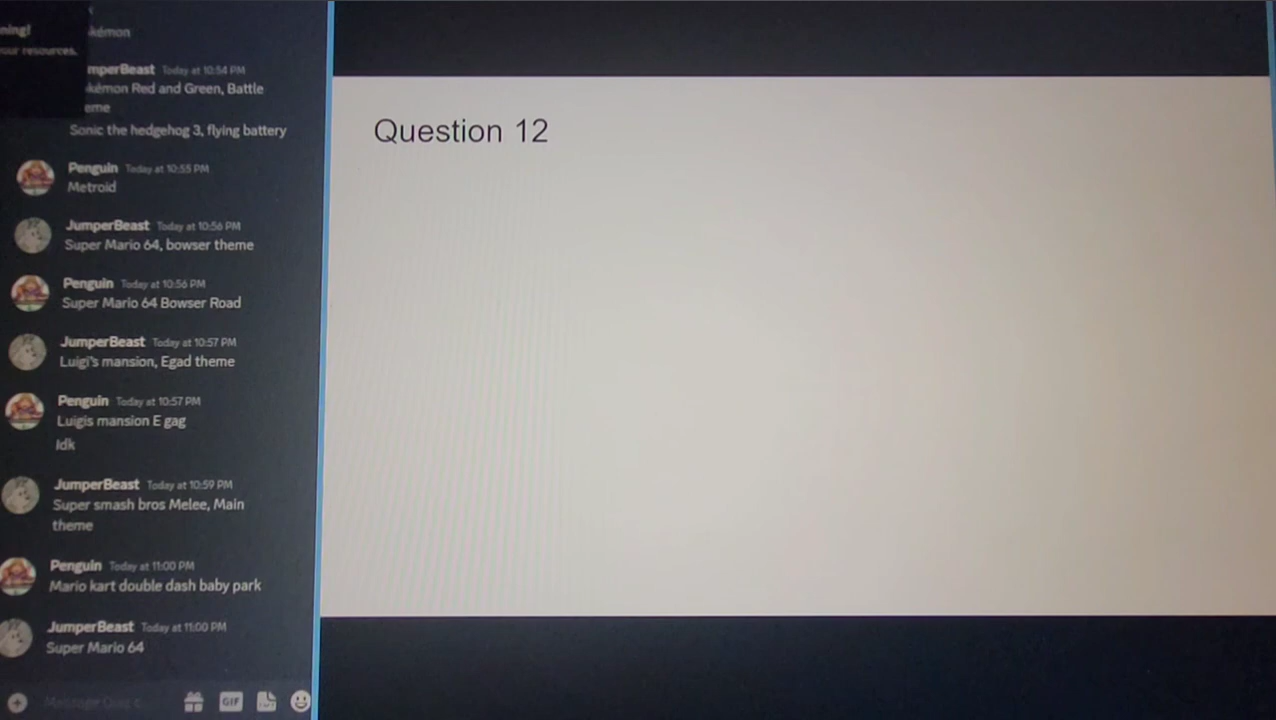 ning!
our resources.
kémon
mperBeast Today at 10:54 PM
kémon Red and Green, Battle
eme
Sonic the hedgehog 3, flying battery
Penguin Today at 10:55 PM
Metroid
JumperBeast Today at 10:56 PM
Super Mario 64, bowser theme
Penguin Today at 10:56 PM
Super Mario 64 Bowser Road
JumperBeast Today at 10:57 PM
Luigi's mansion, Egad theme
Penguin Today at 10:57 PM
Luigis mansion E gag
Idk
JumperBeast Today at 10:59 PM
Super smash bros Melee, Main
theme
Penguin Today at 11:00 PM
Mario kart double dash baby park
JumperBeast Today at 11:00 PM
Super Mario 64
GIF
Question 12